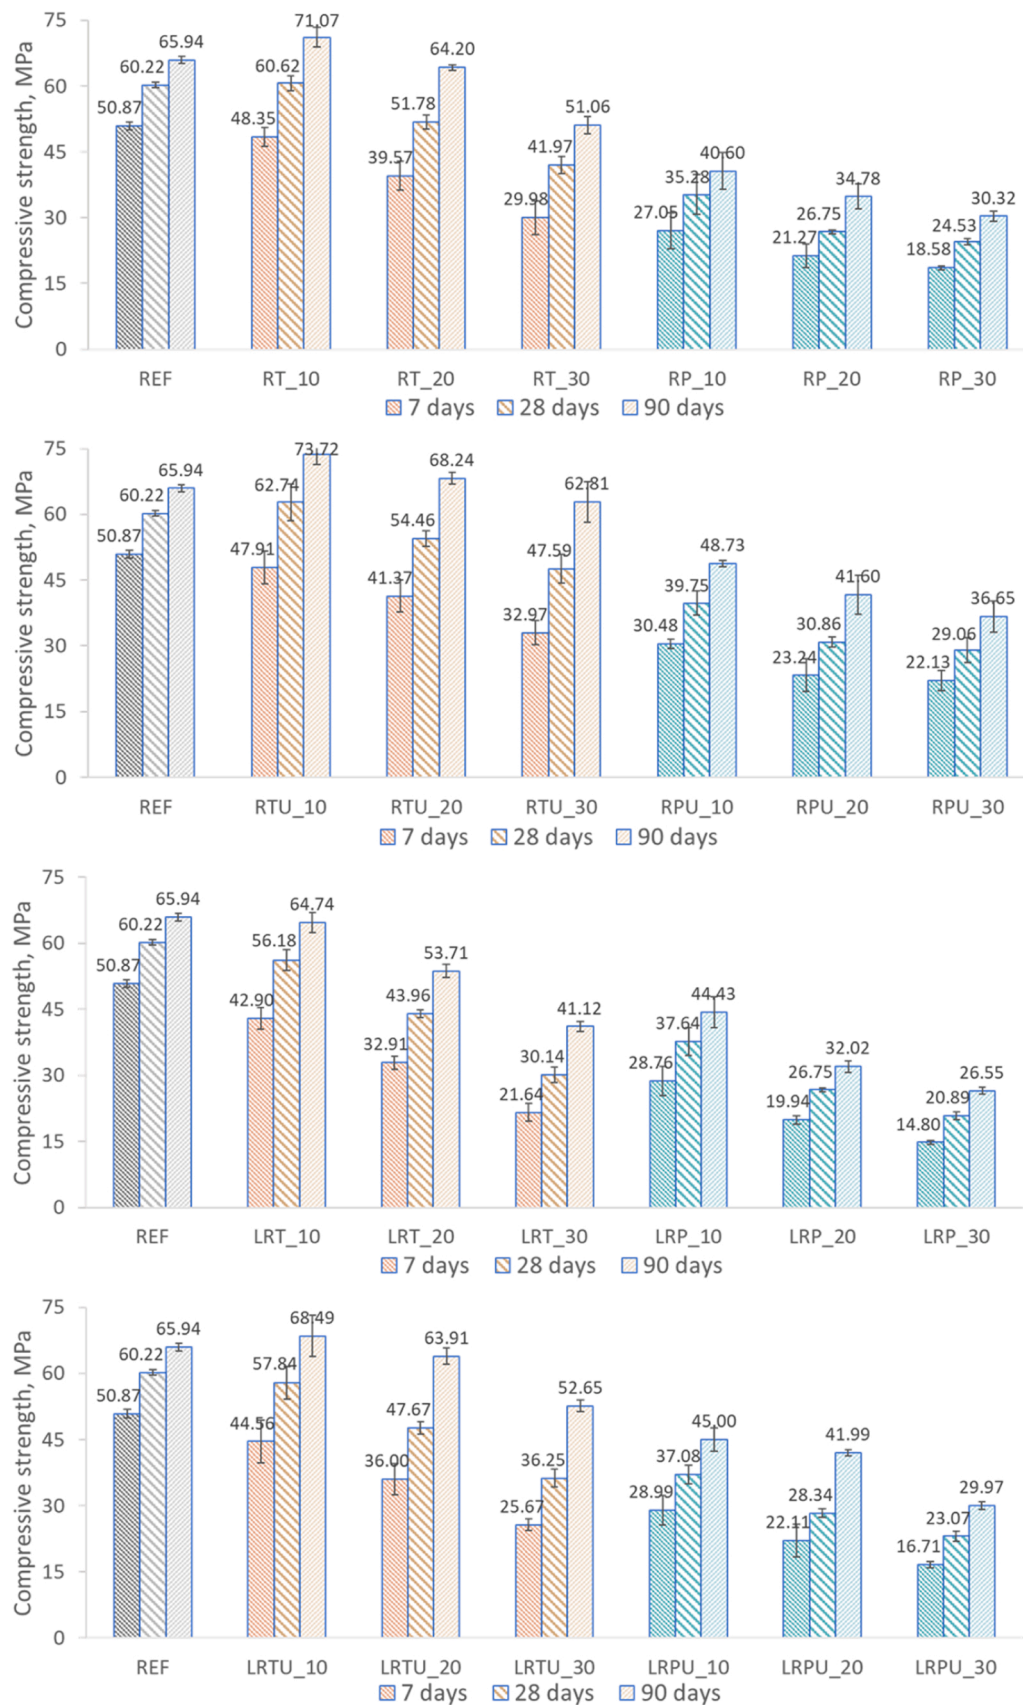 Compressive strength, MPa
75
60
45
30
15
0
50.87 60.22 65.94
48.35 60.62 71.07
39.57 51.78 64.20
29.98 41.97 51.06
27.05 35.28 40.60
21.27 26.75 34.78
18.58 24.53 30.32
REF RT_10 RT_20 RT_30 RP_10 RP_20 RP_30
7 days 28 days 90 days
Compressive strength, MPa
75
60
45
30
15
0
50.87 60.22 65.94
47.91 62.74 73.72
41.37 54.46 68.24
32.97 47.59 62.81
30.48 39.75 48.73
23.24 30.86 41.60
22.13 29.06 36.65
REF RTU_10 RTU_20 RTU_30 RPU_10 RPU_20 RPU_30
7 days 28 days 90 days
Compressive strength, MPa
75
60
45
30
15
0
50.87 60.22 65.94
42.90 56.18 64.74
32.91 43.96 53.71
21.64 30.14 41.12
28.76 37.64 44.43
19.94 26.75 32.02
14.80 20.89 26.55
REF LRT_10 LRT_20 LRT_30 LRP_10 LRP_20 LRP_30
7 days 28 days 90 days
Compressive strength, MPa
75
60
45
30
15
0
50.87 60.22 65.94
44.56 57.84 68.49
36.00 47.67 63.91
25.67 36.25 52.65
28.99 37.08 45.00
22.11 28.34 41.99
16.71 23.07 29.97
REF LRTU_10 LRTU_20 LRTU_30 LRPU_10 LRPU_20 LRPU_30
7 days 28 days 90 days